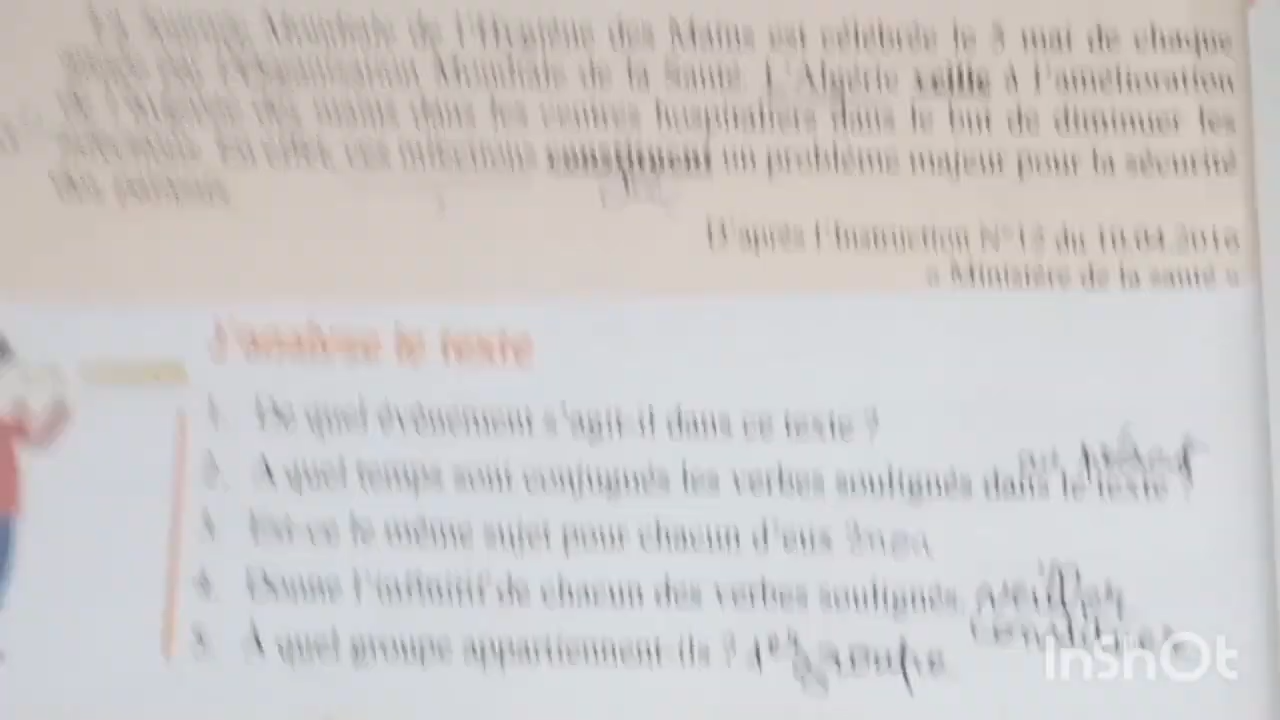 La Journée Mondiale de l'Hygiène des Mains est célébrée le 5 mai de chaque
année par l'Organisation Mondiale de la Santé. L'Algérie veille à l'amélioration
de l'hygiène des mains dans les centres hospitaliers dans le but de diminuer les
infections. En effet, ces infections constituent un problème majeur pour la sécurité
des patients.
D'après l'Instruction N° du 10.04.2016
« Ministère de la santé »
J'analyse le texte
1. De quel évènement s'agit-il dans ce texte ?
2. A quel temps sont conjugués les verbes soulignés dans le texte ?
3. Est-ce le même sujet pour chacun d'eux ? non
4. Donne l'infinitif de chacun des verbes soulignés.
5. A quel groupe appartiennent-ils ? 1er groupe
InShOt